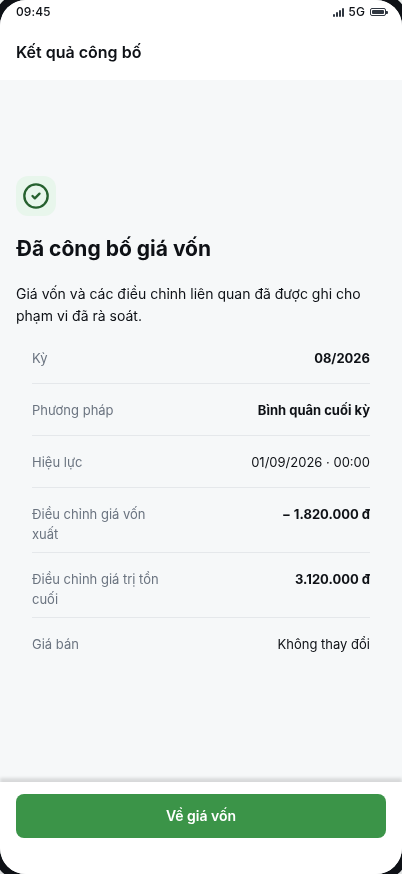 09:45
5G
Kết quả công bố
Đã công bố giá vốn
Giá vốn và các điều chỉnh liên quan đã được ghi cho
phạm vi đã rà soát.
Kỳ
08/2026
Phương pháp
Bình quân cuối kỳ
Hiệu lực
01/09/2026 · 00:00
Điều chỉnh giá vốn
xuất
– 1.820.000 đ
Điều chỉnh giá trị tồn
cuối
3.120.000 đ
Giá bán
Không thay đổi
Về giá vốn